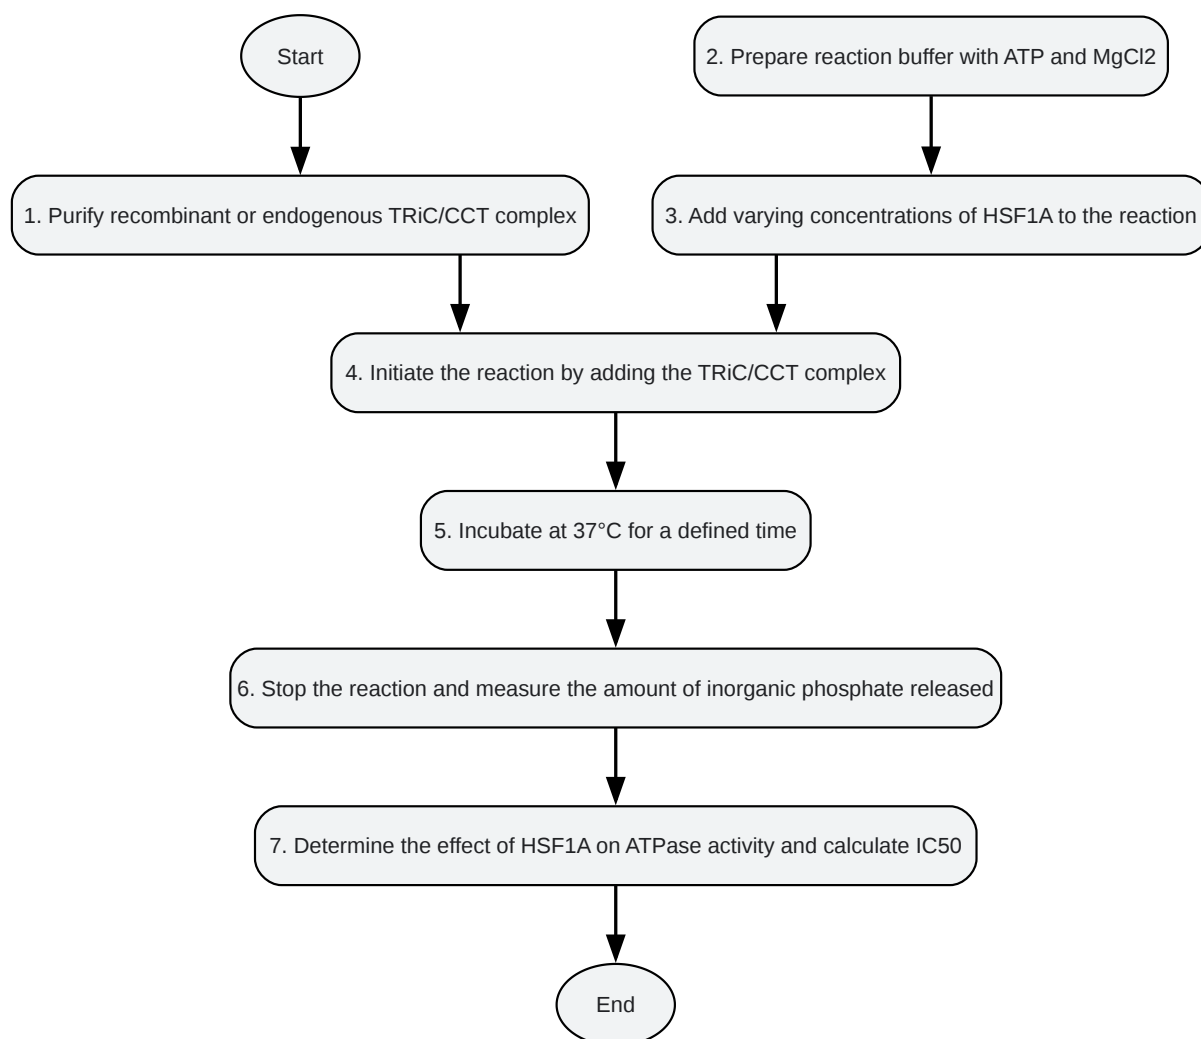 Start
2. Prepare reaction buffer with ATP and MgCl2
1. Purify recombinant or endogenous TRiC/CCT complex
3. Add varying concentrations of HSF1A to the reaction
4. Initiate the reaction by adding the TRiC/CCT complex
5. Incubate at 37°C for a defined time
6. Stop the reaction and measure the amount of inorganic phosphate released
7. Determine the effect of HSF1A on ATPase activity and calculate IC50
End